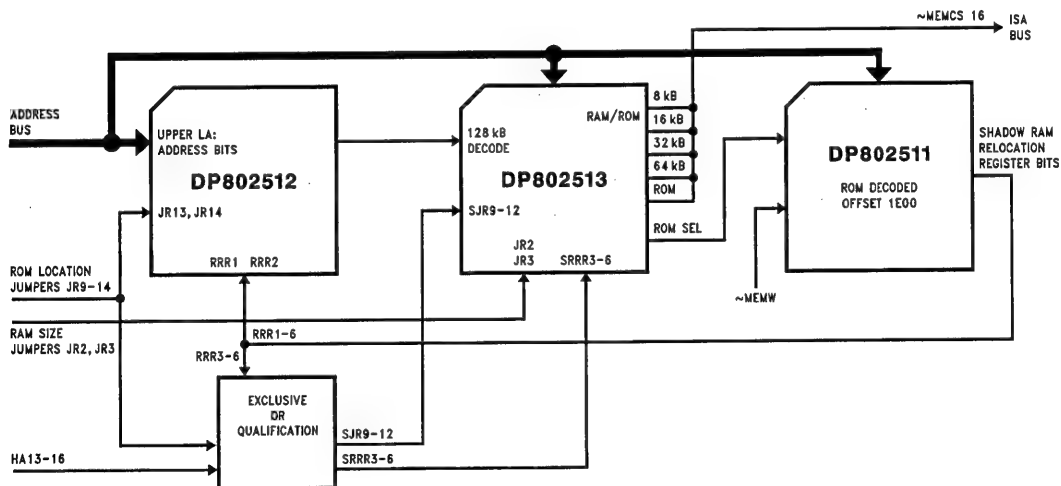 ~MEMCS 16
ISA
BUS
ADDRESS
BUS
UPPER LA:
ADDRESS BITS
DP802512
JR13,JR14
RRR1 RRR2
128 kB
DECODE
RAM/ROM
DP802513
SJR9-12
JR2
JR3
SRRR3-6
8 kB
16 kB
32 kB
64 kB
ROM
ROM SEL
DP802511
ROM DECODED
OFFSET 1E00
~MEMW
SHADOW RAM
RELOCATION
REGISTER BITS
ROM LOCATION
JUMPERS JR9-14
RAM SIZE
JUMPERS JR2,JR3
RRR1-6
RRR3-6
EXCLUSIVE
OR
QUALIFICATION
SJR9-12
SRRR3-6
HA13-16